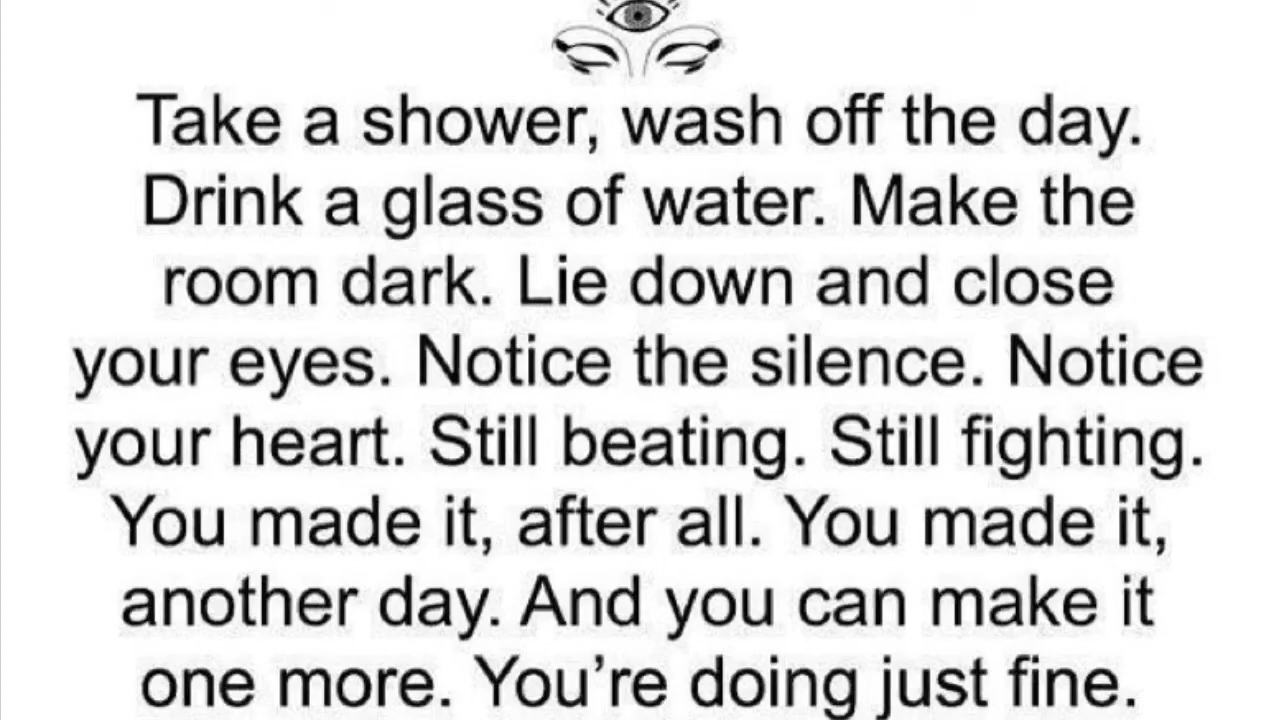 Take a shower, wash off the day.
Drink a glass of water. Make the
room dark. Lie down and close
your eyes. Notice the silence. Notice
your heart. Still beating. Still fighting.
You made it, after all. You made it,
another day. And you can make it
one more. You’re doing just fine.